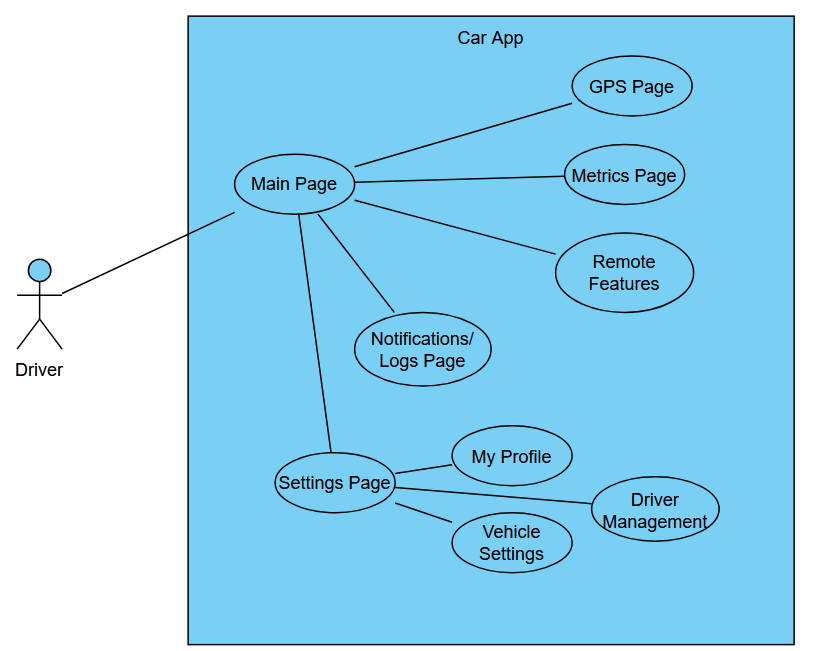 Car App
GPS Page
Main Page
Metrics Page
Remote
Features
Driver
Notifications/
Logs Page
Settings Page
My Profile
Driver
Management
Vehicle
Settings